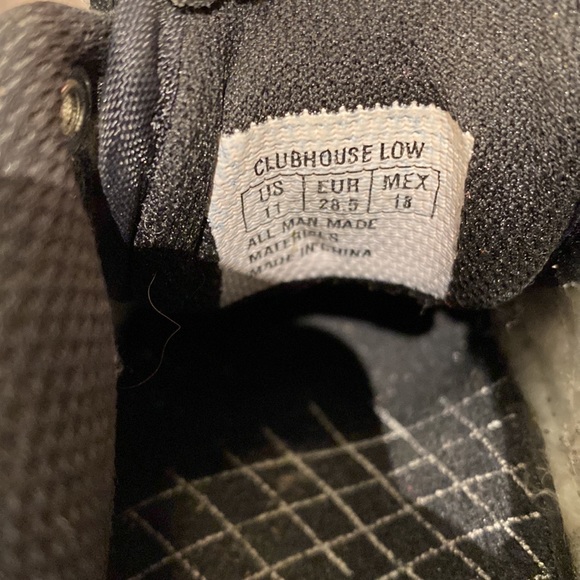 CLUBHOUSE LOW
US EUR MEX
11 28.5 18
ALL MAN MADE
MATERIALS
MADE IN CHINA